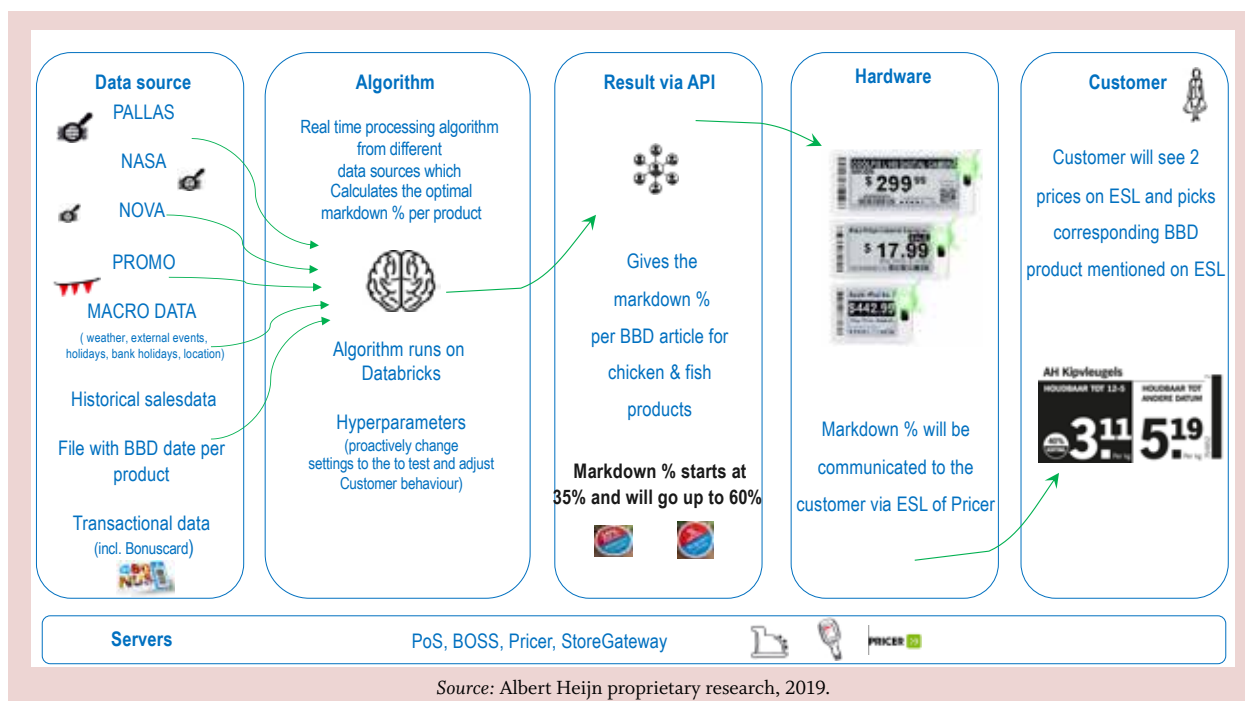 Data source
PALLAS
NASA
NOVA
PROMO
MACRO DATA
( weather, external events,
holidays, bank holidays, location)
Historical salesdata
File with BBD date per
product
Transactional data
(incl. Bonuscard)
Algorithm
Real time processing algorithm
from different
data sources which
Calculates the optimal
markdown % per product
Algorithm runs on
Databricks
Hyperparameters
(proactively change
settings to the to test and adjust
Customer behaviour)
Result via API
Gives the
markdown %
per BBD article for
chicken & fish
products
Markdown % starts at
35% and will go up to 60%
Hardware
$ 299
$ 17.99
$442.95
Markdown % will be
communicated to the
customer via ESL of Pricer
Customer
Customer will see 2
prices on ESL and picks
corresponding BBD
product mentioned on ESL
AH Kipvleugels
HOUDBAAR TOT 12-5
3.11
Per kg
HOUDBAAR TOT
ANDERE DATUM
5.19
Per kg
Servers
PoS, BOSS, Pricer, StoreGateway
PRICER
Source: Albert Heijn proprietary research, 2019.